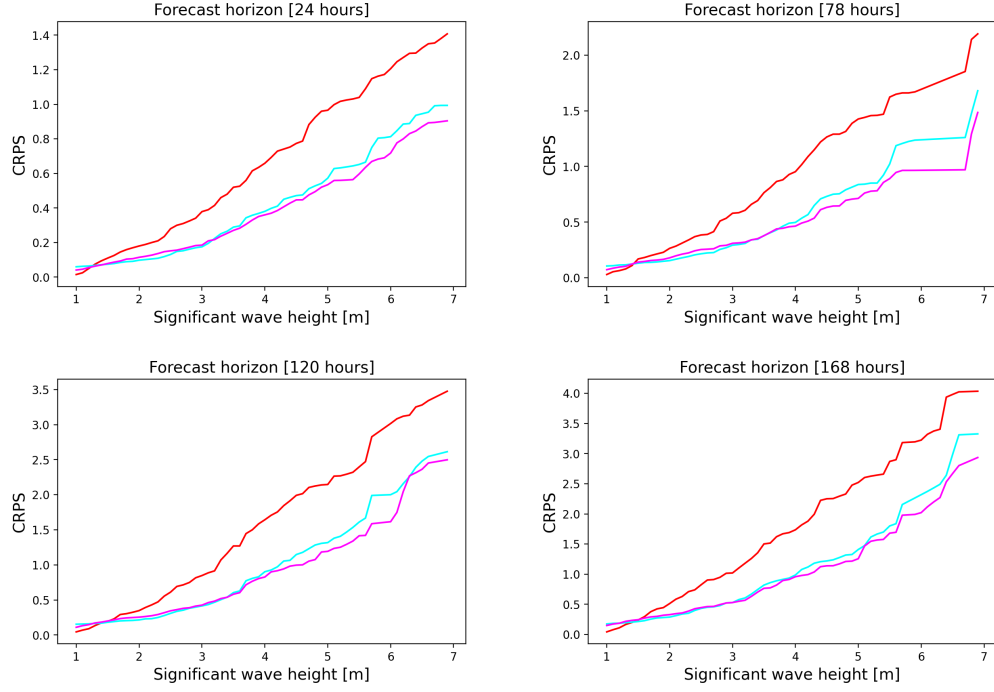 Forecast horizon [24 hours]
CRPS
1.4
1.2
1.0
0.8
0.6
0.4
0.2
0.0
1 2 3 4 5 6 7
Significant wave height [m]
Forecast horizon [78 hours]
CRPS
2.0
1.5
1.0
0.5
0.0
1 2 3 4 5 6 7
Significant wave height [m]
Forecast horizon [120 hours]
CRPS
3.5
3.0
2.5
2.0
1.5
1.0
0.5
0.0
1 2 3 4 5 6 7
Significant wave height [m]
Forecast horizon [168 hours]
CRPS
4.0
3.5
3.0
2.5
2.0
1.5
1.0
0.5
0.0
1 2 3 4 5 6 7
Significant wave height [m]